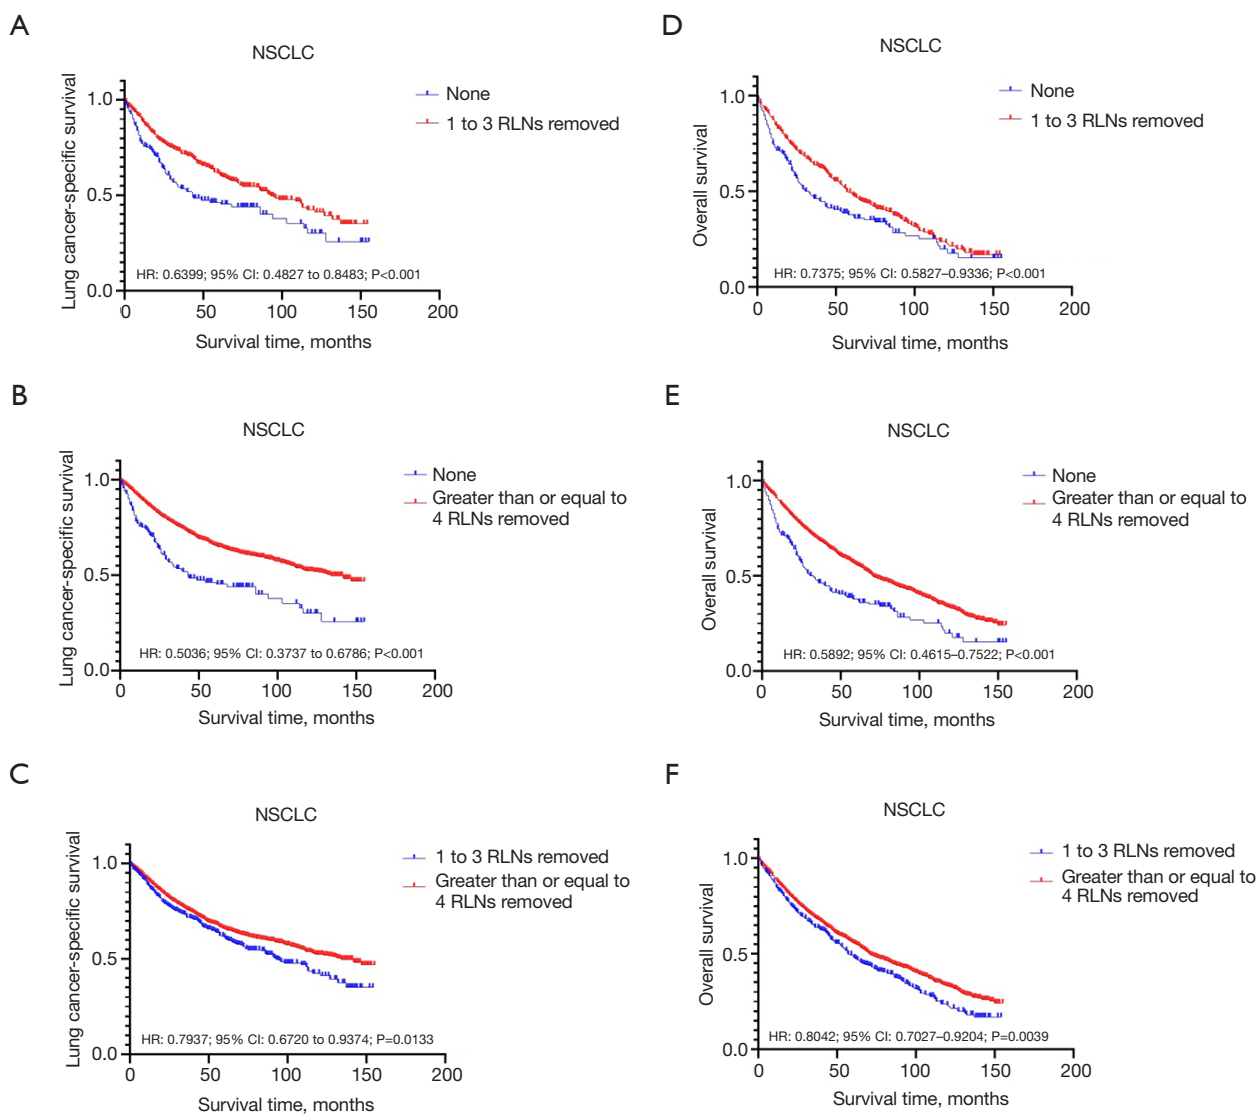 A
NSCLC
Lung cancer-specific survival
1.0
0.5
0.0
None
1 to 3 RLNs removed
HR: 0.6399; 95% CI: 0.4827 to 0.8483; P<0.001
0 50 100 150 200
Survival time, months
D
NSCLC
Overall survival
1.0
0.5
0.0
None
1 to 3 RLNs removed
HR: 0.7375; 95% CI: 0.5827–0.9336; P<0.001
0 50 100 150 200
Survival time, months
B
NSCLC
Lung cancer-specific survival
1.0
0.5
0.0
None
Greater than or equal to
4 RLNs removed
HR: 0.5036; 95% CI: 0.3737 to 0.6786; P<0.001
0 50 100 150 200
Survival time, months
E
NSCLC
Overall survival
1.0
0.5
0.0
None
Greater than or equal to
4 RLNs removed
HR: 0.5892; 95% CI: 0.4615–0.7522; P<0.001
0 50 100 150 200
Survival time, months
C
NSCLC
Lung cancer-specific survival
1.0
0.5
0.0
1 to 3 RLNs removed
Greater than or equal to
4 RLNs removed
HR: 0.7937; 95% CI: 0.6720 to 0.9374; P=0.0133
0 50 100 150 200
Survival time, months
F
NSCLC
Overall survival
1.0
0.5
0.0
1 to 3 RLNs removed
Greater than or equal to
4 RLNs removed
HR: 0.8042; 95% CI: 0.7027–0.9204; P=0.0039
0 50 100 150 200
Survival time, months